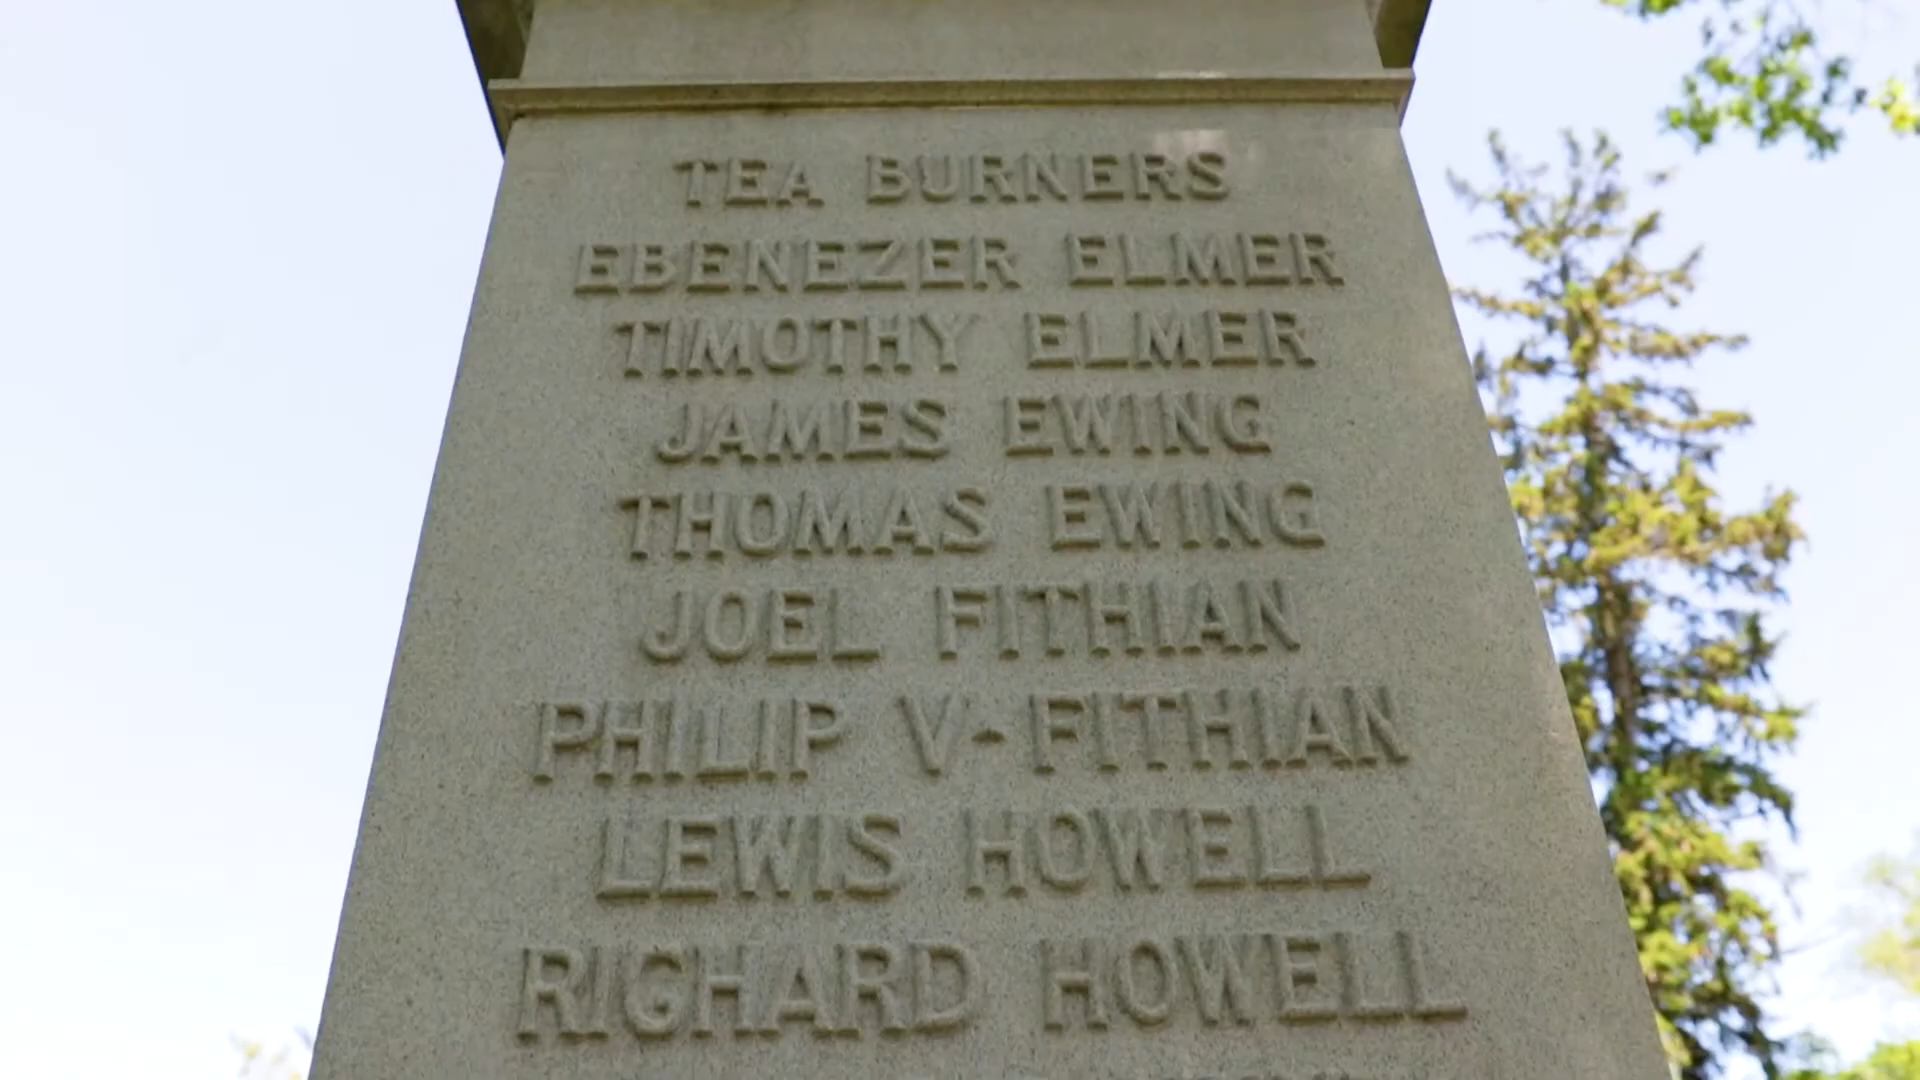 TEA BURNERS
EBENEZER ELMER
TIMOTHY ELMER
JAMES EWING
THOMAS EWING
JOEL FITHIAN
PHILIP V-FITHIAN
LEWIS HOWELL
RICHARD HOWELL